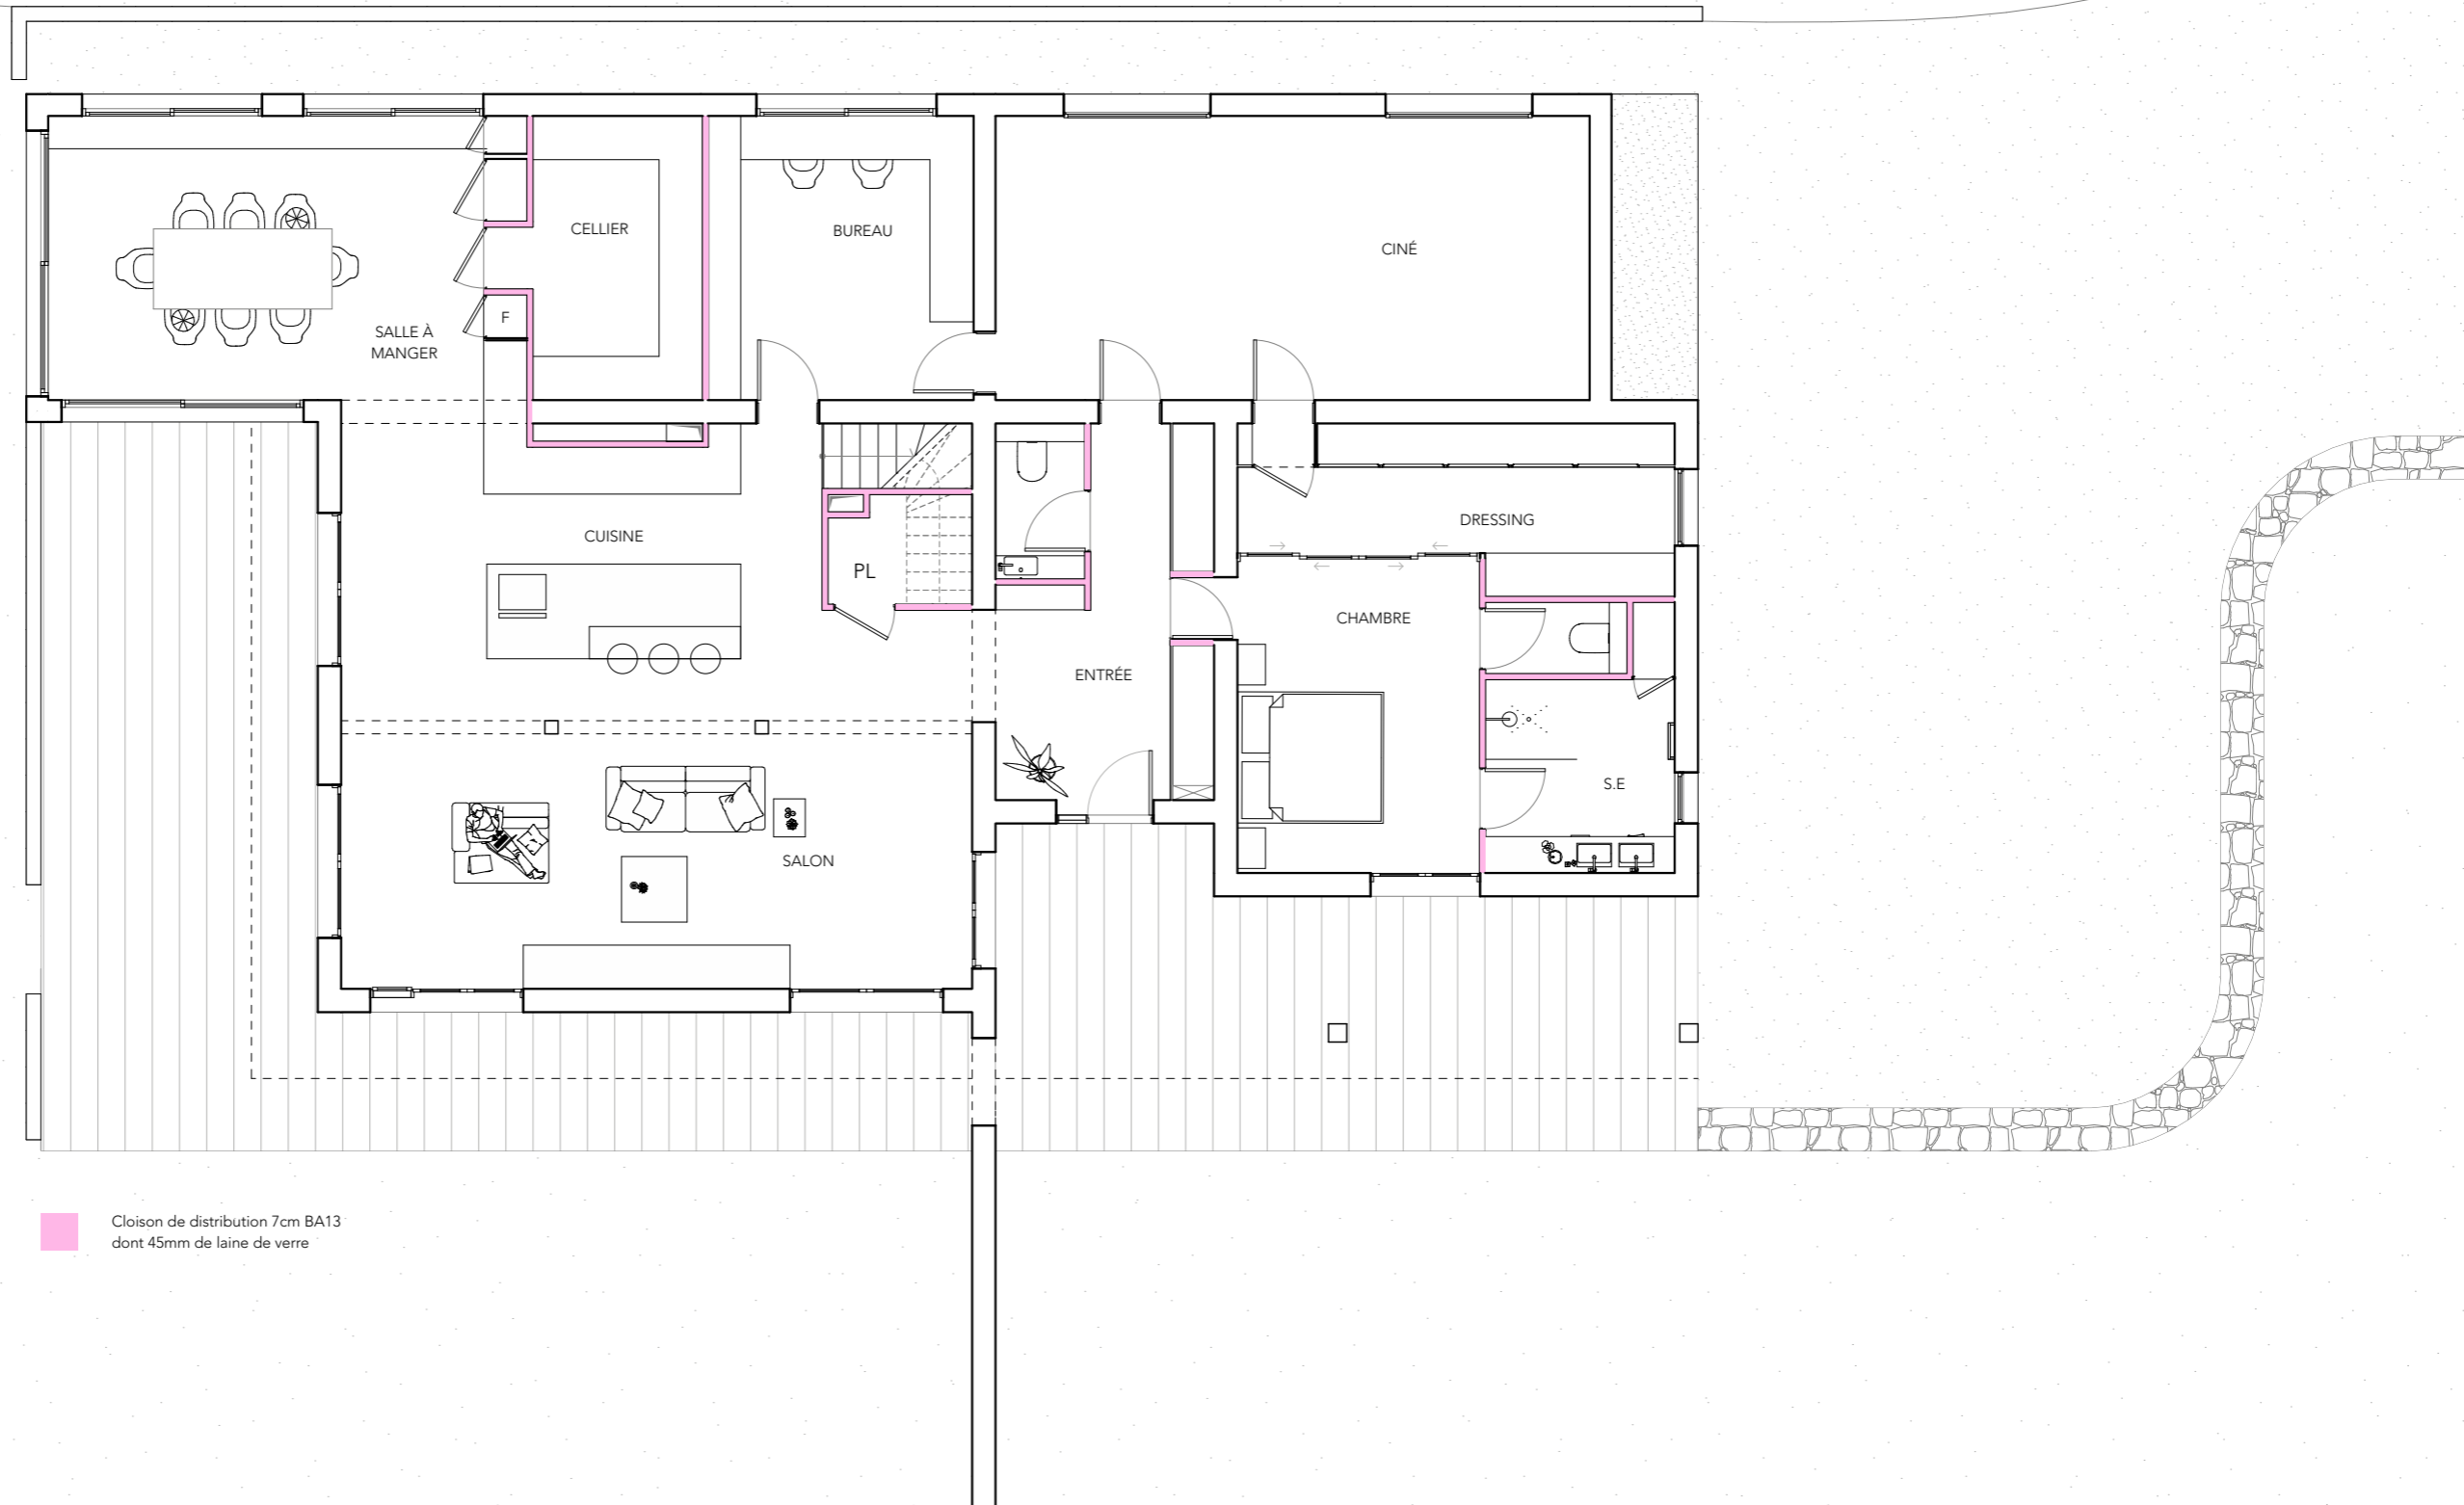 CELLIER
BUREAU
CINÉ
F
SALLE À
MANGER
DRESSING
CUISINE
PL
CHAMBRE
ENTRÉE
S.E
SALON
Cloison de distribution 7cm BA13
dont 45mm de laine de verre